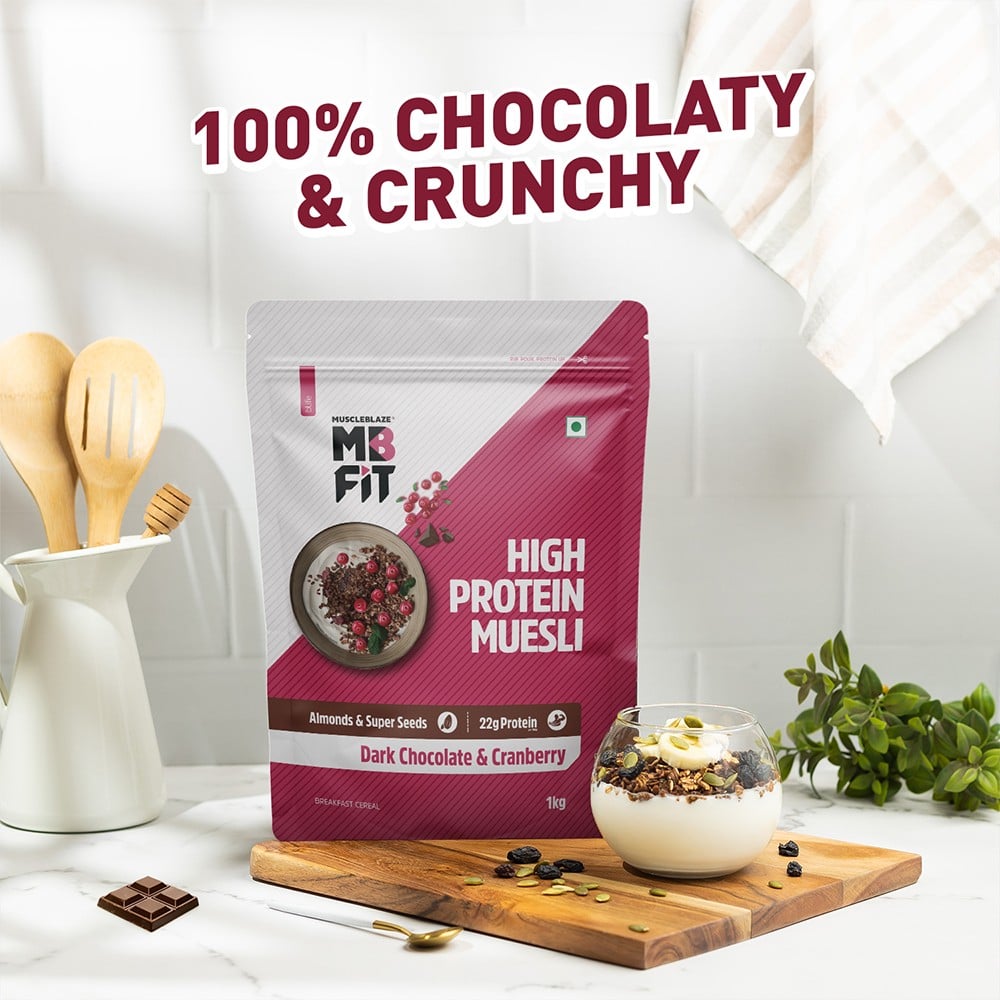 100% CHOCOLATY
& CRUNCHY
MUSCLEBLAZE®
MB
FiT
HIGH
PROTEIN
MUESLI
Almonds & Super Seeds
22g Protein
Dark Chocolate & Cranberry
BREAKFAST CEREAL
1kg